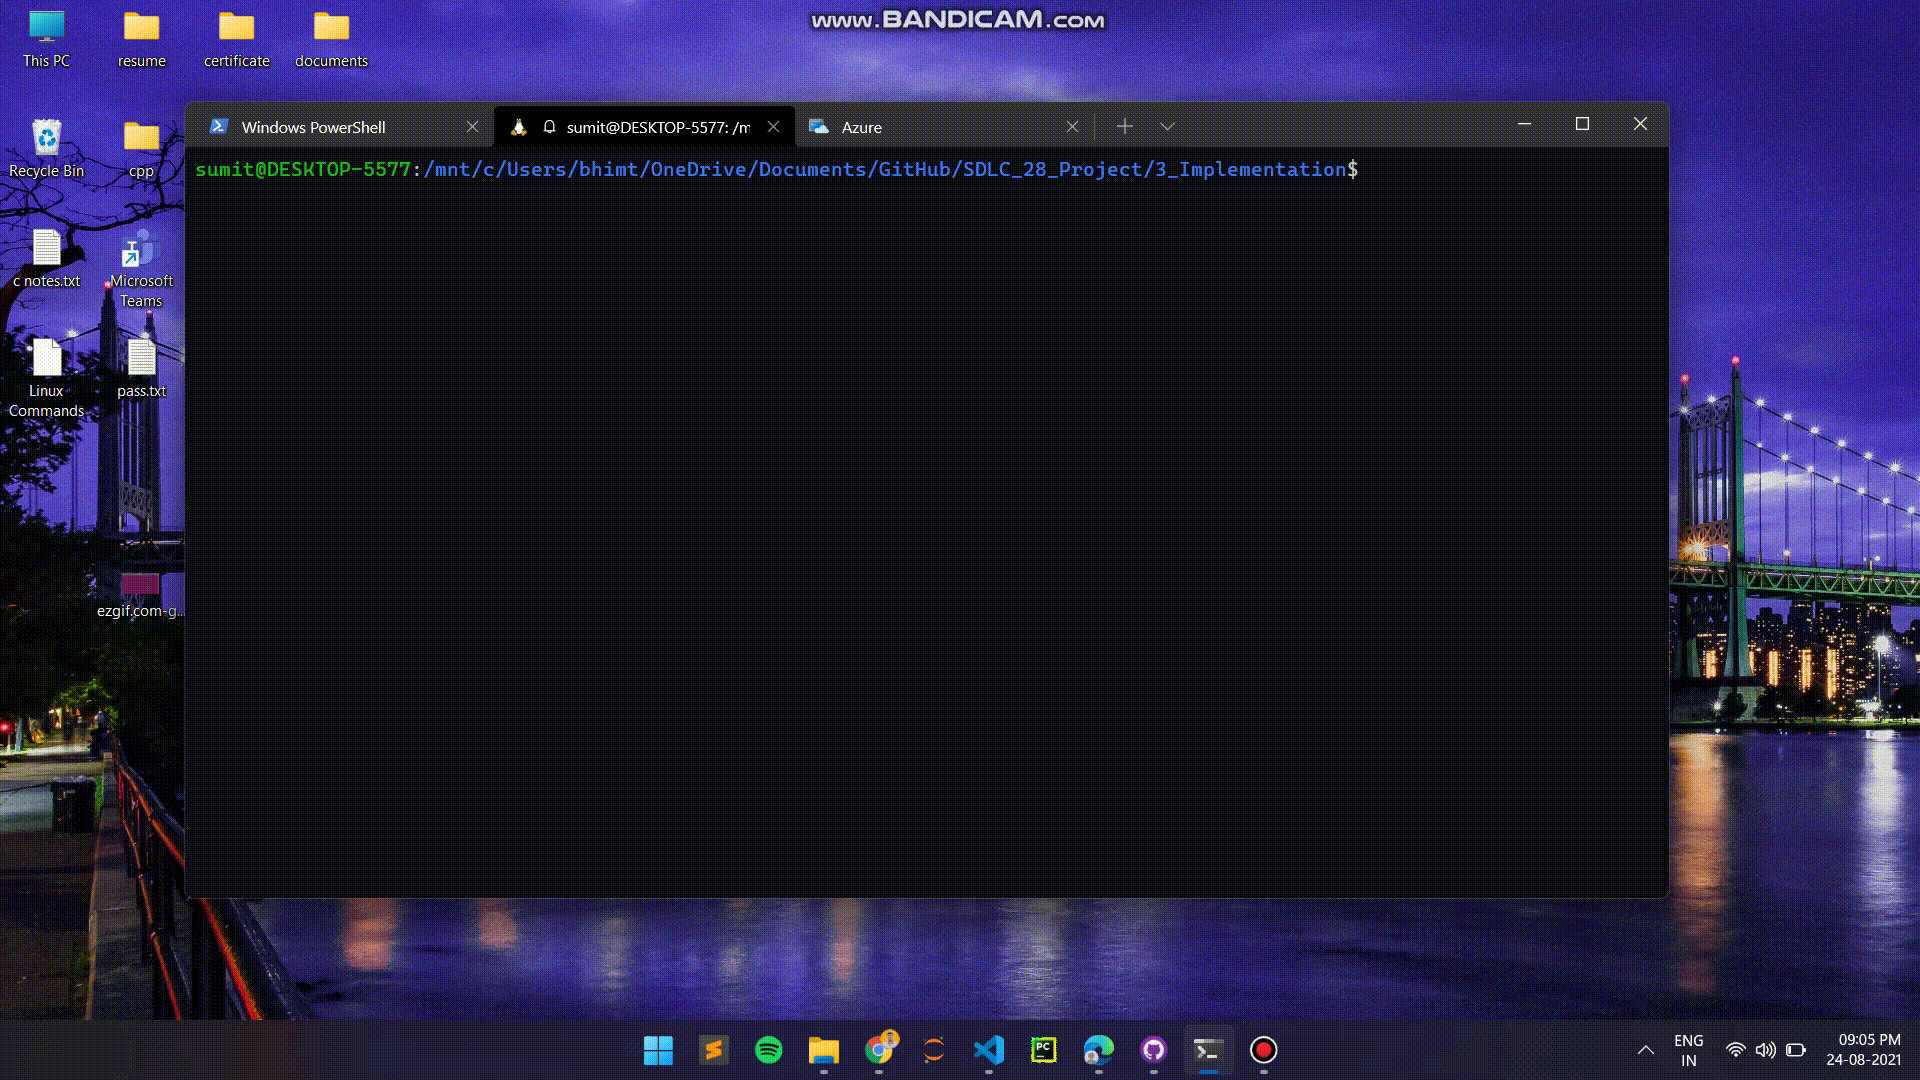 www.BANDICAM.com
This PC
resume
certificate
documents
Windows PowerShell
sumit@DESKTOP-5577: /m
Azure
sumit@DESKTOP-5577:/mnt/c/Users/bhimt/OneDrive/Documents/GitHub/SDLC_28_Project/3_Implementation$
Recycle Bin
cpp
c notes.txt
Microsoft
Teams
Linux
Commands
pass.txt
ezgif.com-g...
PC
ENG
IN
09:05 PM
24-08-2021